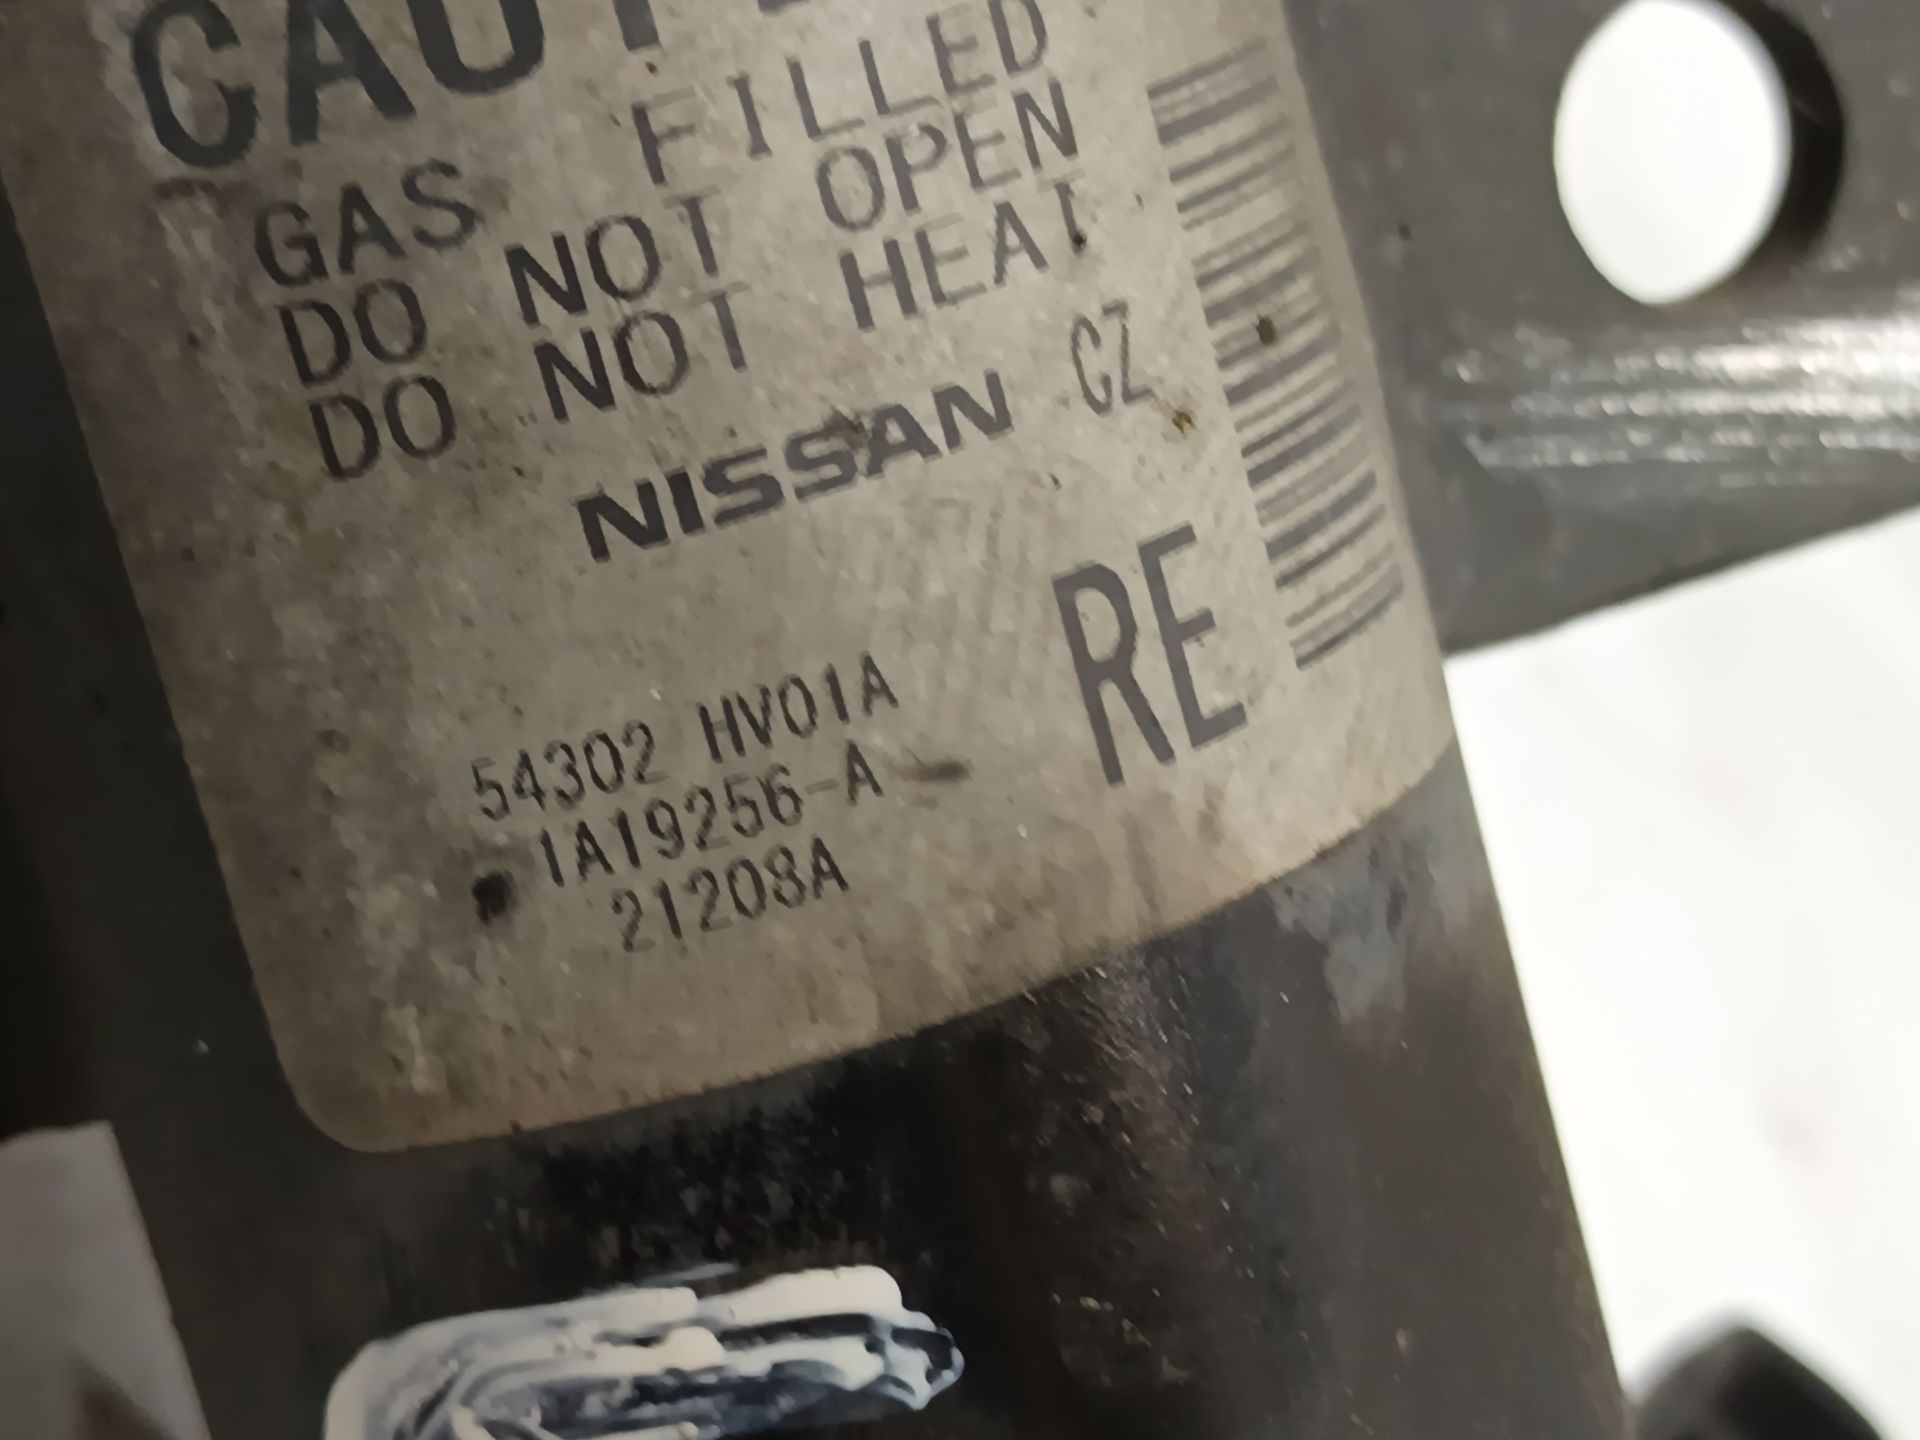 GAS FILLED
DO NOT OPEN
DO NOT HEAT
NISSAN CZ
RE
54302 HV01A
1A19256-A
21208A